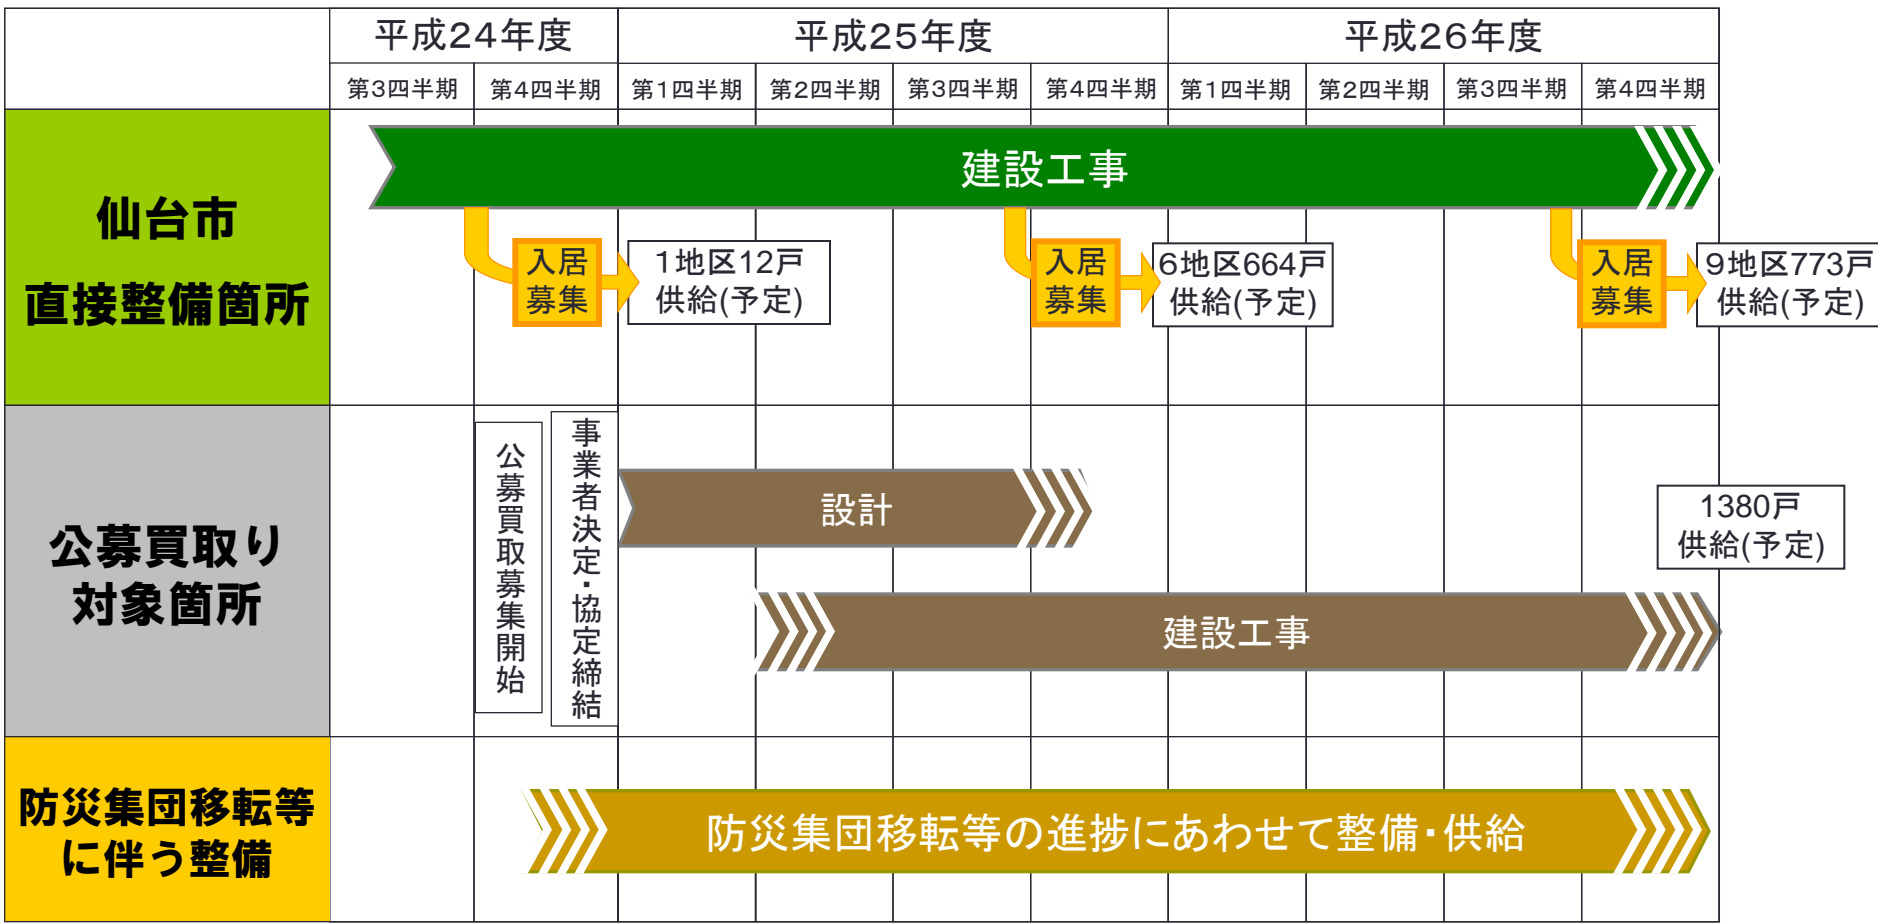 平成24年度
平成25年度
平成26年度
第3四半期
第4四半期
第1四半期
第2四半期
第3四半期
第4四半期
第1四半期
第2四半期
第3四半期
第4四半期
仙台市
直接整備箇所
建設工事
入居
募集
1地区12戸
供給(予定)
入居
募集
6地区664戸
供給(予定)
入居
募集
9地区773戸
供給(予定)
公募買取り
対象箇所
公募買取募集開始
事業者決定・協定締結
設計
建設工事
1380戸
供給(予定)
防災集団移転等
に伴う整備
防災集団移転等の進捗にあわせて整備・供給